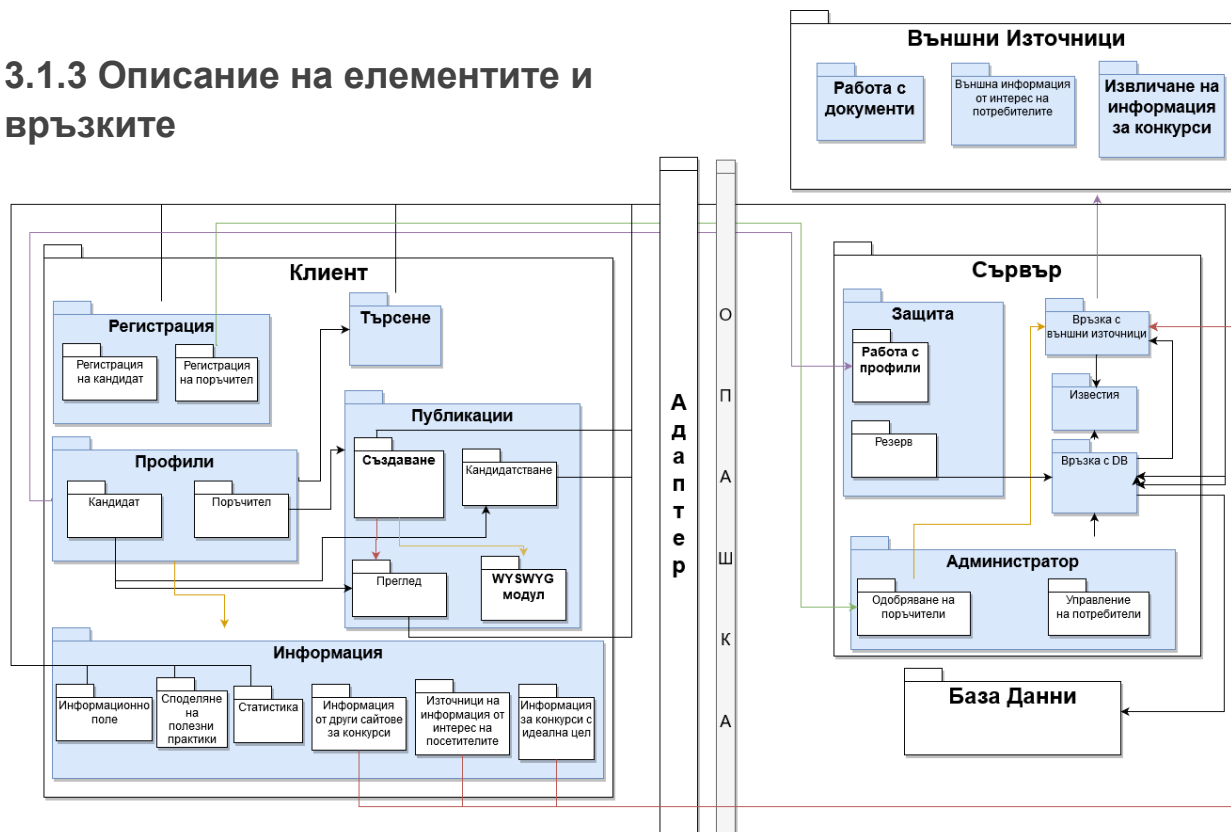 3.1.3 Описание на елементите и
връзките
Външни Източници
Работа с
документи
Външна информация
от интерес на
потребителите
Извличане на
информация
за конкурси
Клиент
Регистрация
Регистрация
на кандидат
Регистрация
на поръчител
Търсене
Профили
Кандидат
Поръчител
Публикации
Създаване
Кандидатстване
Преглед
WYSWYG
модул
Информация
Информационно
поле
Споделяне
на
полезни
практики
Статистика
Информация
от други сайтове
за конкурси
Източници на
информация от
интерес на
посетителите
Информация
за конкурси с
идеална цел
А
д
а
п
т
е
р
О
П
А
Ш
К
А
Сървър
Защита
Работа с
профили
Резерв
Връзка с
външни източници
Известия
Връзка с DB
Администратор
Одобряване на
поръчители
Управление
на потребители
База Данни